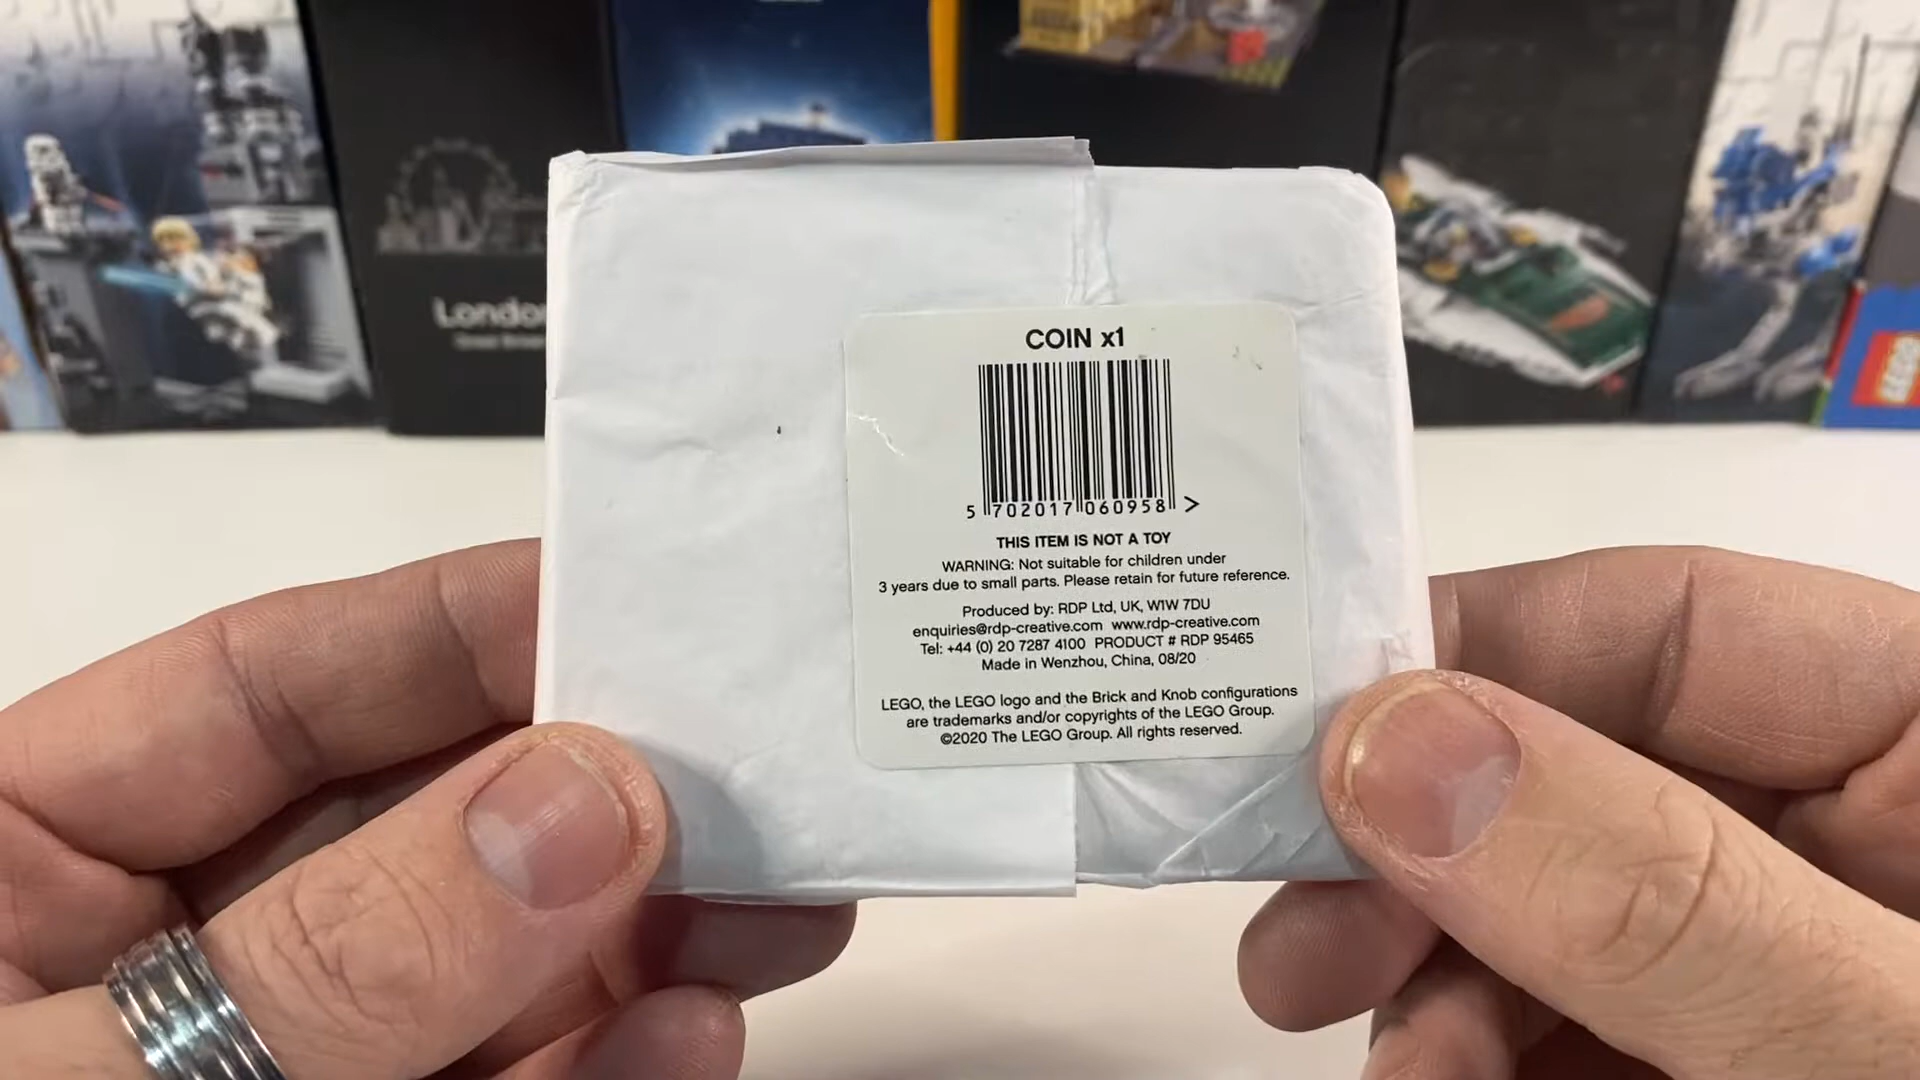 London
COIN x1
5 702017 060958 >
THIS ITEM IS NOT A TOY
WARNING: Not suitable for children under
3 years due to small parts. Please retain for future reference.
Produced by: RDP Ltd, UK, W1W 7DU
enquiries@rdp-creative.com www.rdp-creative.com
Tel: +44 (0) 20 7287 4100 PRODUCT # RDP 95465
Made in Wenzhou, China, 08/20
LEGO, the LEGO logo and the Brick and Knob configurations
are trademarks and/or copyrights of the LEGO Group.
©2020 The LEGO Group. All rights reserved.
LEGO